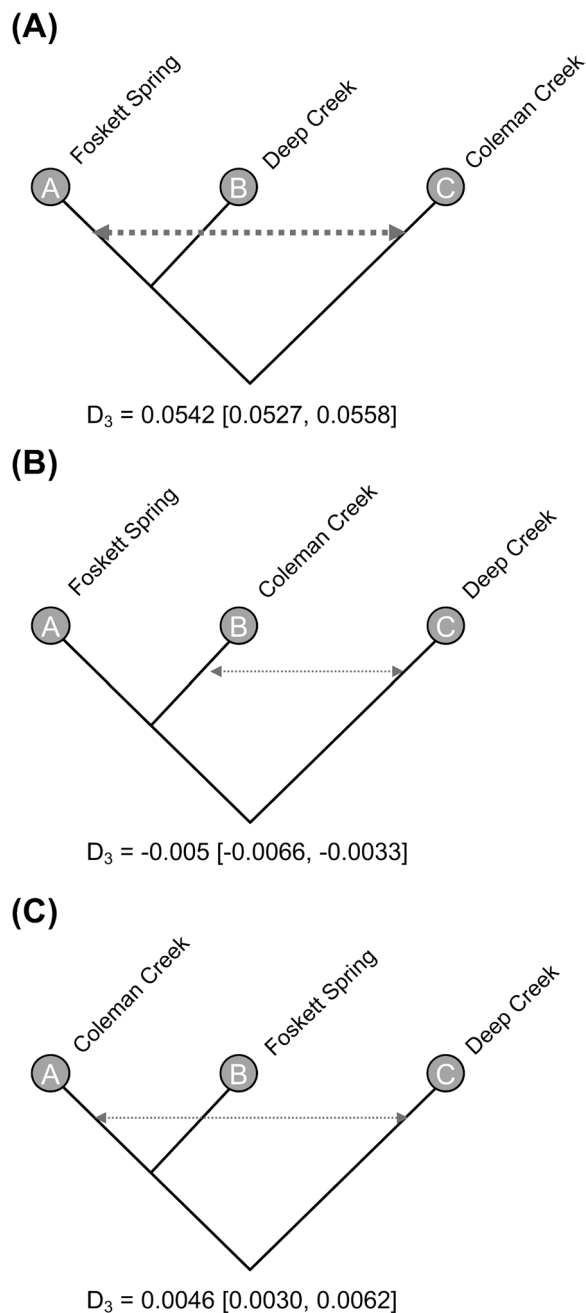 (A)
Foskett Spring
Deep Creek
Coleman Creek
A
B
C
D₃ = 0.0542 [0.0527, 0.0558]
(B)
Foskett Spring
Coleman Creek
Deep Creek
A
B
C
D₃ = -0.005 [-0.0066, -0.0033]
(C)
Coleman Creek
Foskett Spring
Deep Creek
A
B
C
D₃ = 0.0046 [0.0030, 0.0062]